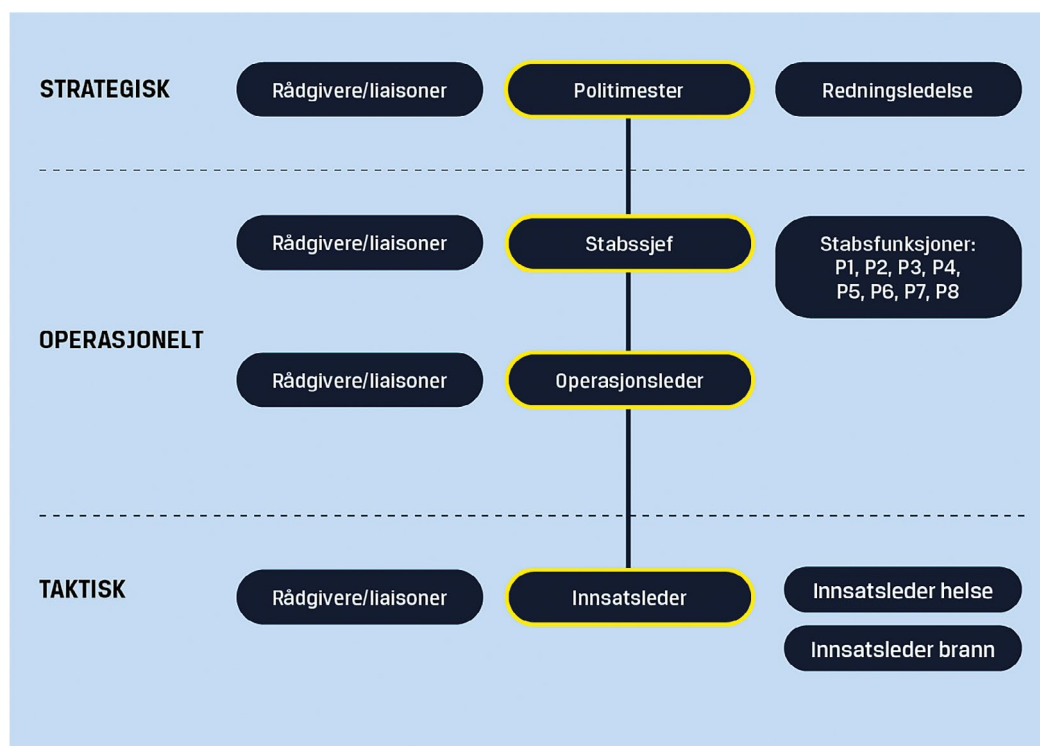 STRATEGISK
Rådgivere/liaisoner
Politimester
Redningsledelse
Rådgivere/liaisoner
Stabssjef
Stabsfunksjoner:
P1, P2, P3, P4,
P5, P6, P7, P8
OPERASJONELT
Rådgivere/liaisoner
Operasjonsleder
TAKTISK
Rådgivere/liaisoner
Innsatsleder
Innsatsleder helse
Innsatsleder brann